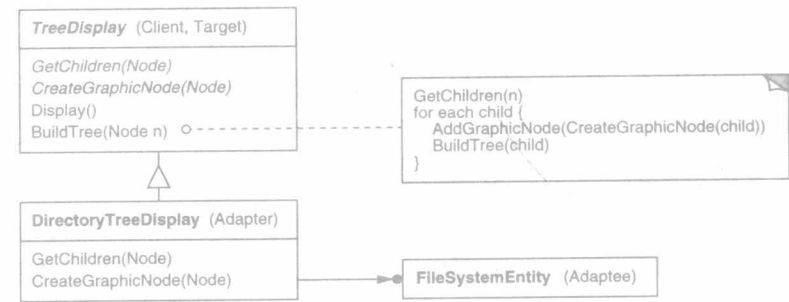 TreeDisplay (Client, Target)
GetChildren(Node)
CreateGraphicNode(Node)
Display()
BuildTree(Node n)
GetChildren(n)
for each child {
AddGraphicNode(CreateGraphicNode(child))
BuildTree(child)
}
DirectoryTreeDisplay (Adapter)
GetChildren(Node)
CreateGraphicNode(Node)
FileSystemEntity (Adaptee)